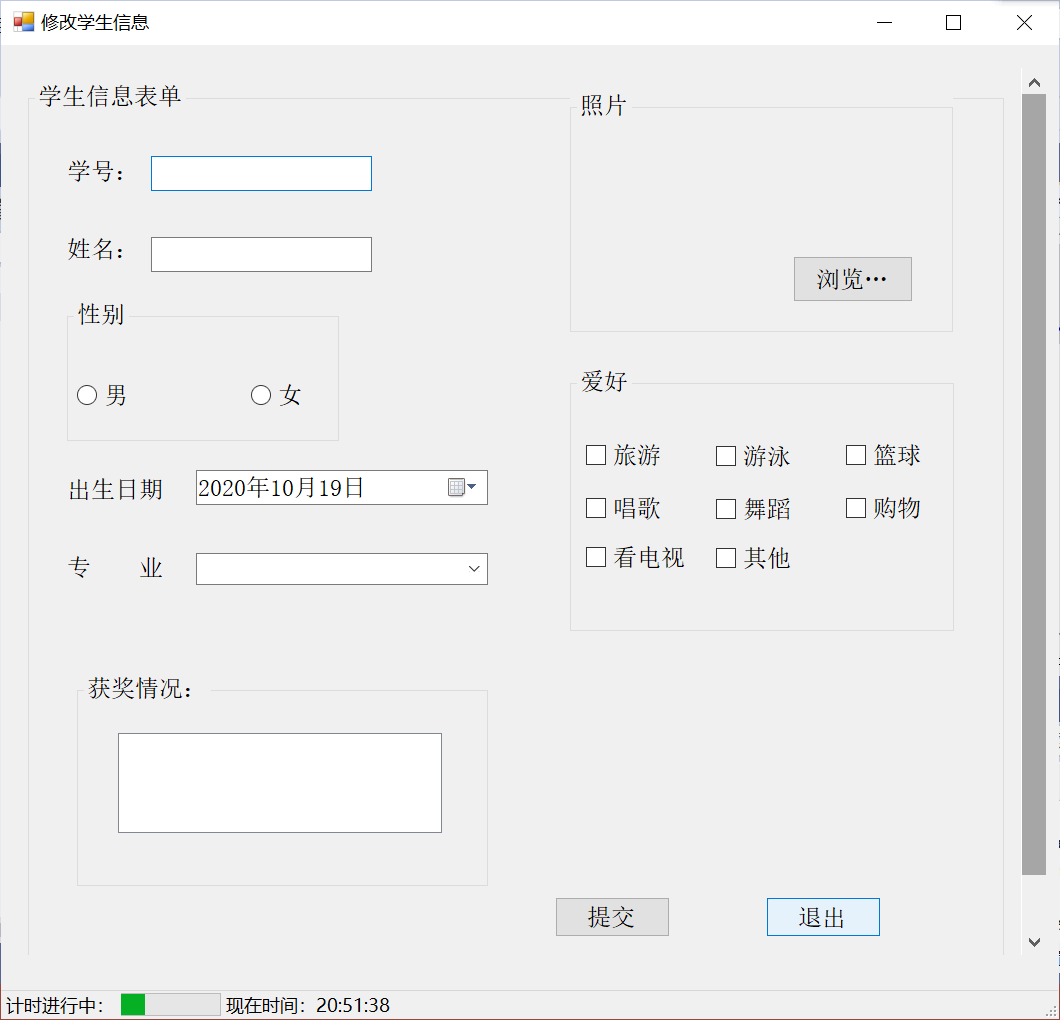 修改学生信息
学生信息表单
照片
学号：
姓名：
浏览…
性别
男 女
爱好
旅游 游泳 篮球
唱歌 舞蹈 购物
看电视 其他
出生日期 2020年10月19日
专 业
获奖情况：
提交 退出
计时进行中： 现在时间：20:51:38